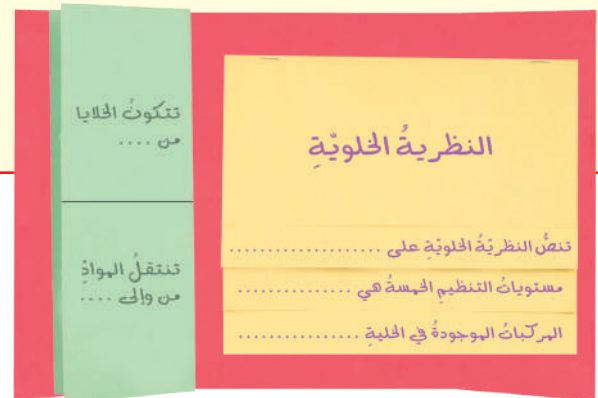 النظريةُ الخلويّةِ
تنصُّ النظريّةُ الخلويّةِ على ....................
مستوياتُ التنظيمِ الخمسةُ هي ...............
المركّباتُ الموجودةُ في الخليةِ ................
تتكونُ الخلايا
من ....
تنتقلُ الموادِّ
من وإلى ....